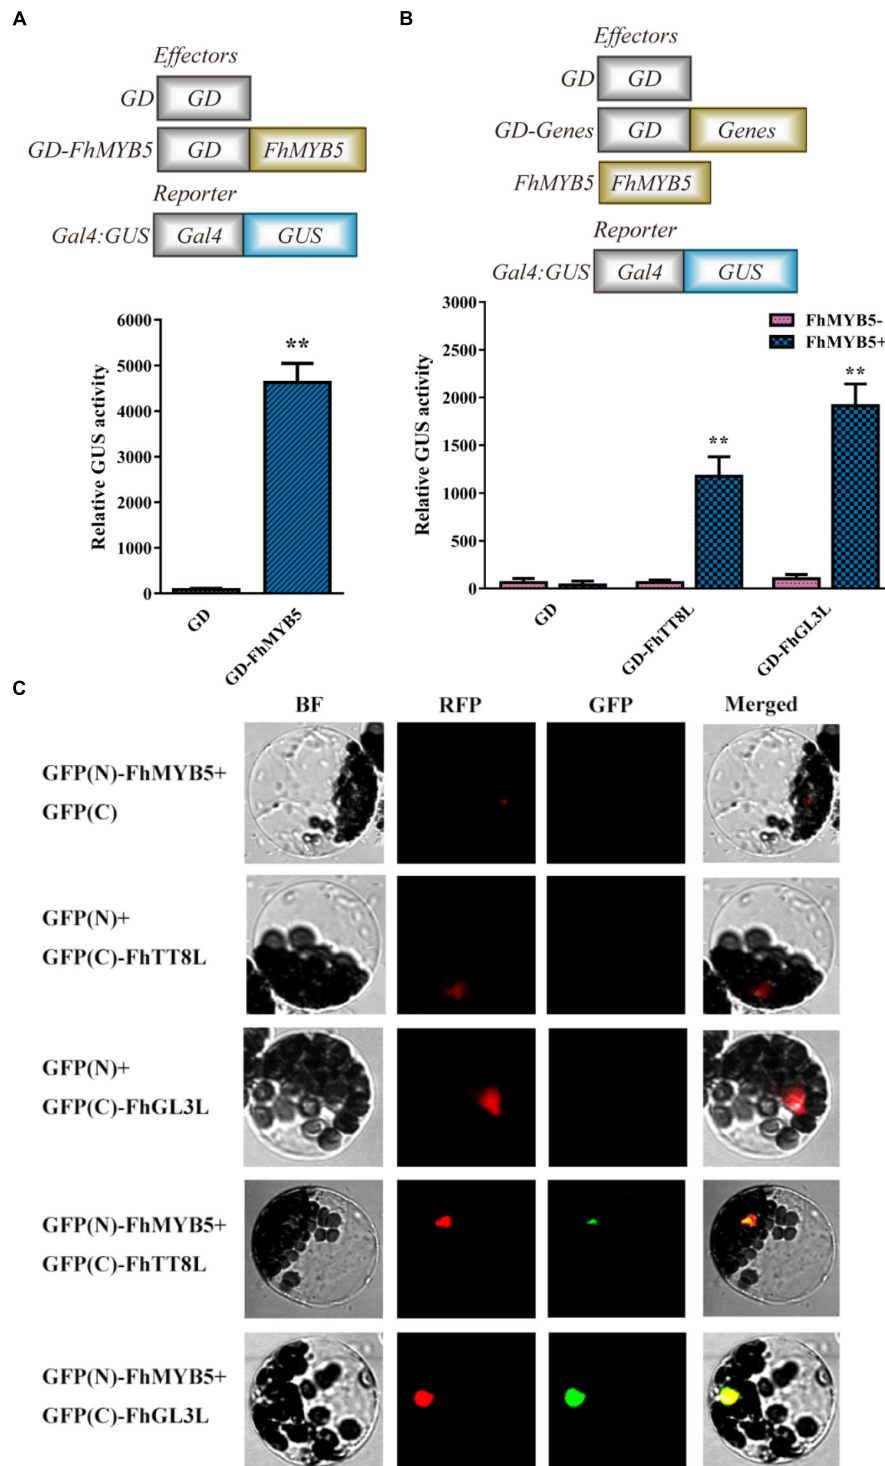 A
Effectors
GD GD
GD-FhMYB5 GD FhMYB5
Reporter
Gal4:GUS Gal4 GUS
Relative GUS activity
6000
5000
4000
3000
2000
1000
0
**
GD
GD-FhMYB5
B
Effectors
GD GD
GD-Genes GD Genes
FhMYB5 FhMYB5
Reporter
Gal4:GUS Gal4 GUS
Relative GUS activity
3000
2500
2000
1500
1000
500
0
FhMYB5-
FhMYB5+
**
**
GD
GD-FhTT8L
GD-FhGL3L
C
BF RFP GFP Merged
GFP(N)-FhMYB5+
GFP(C)
GFP(N)+
GFP(C)-FhTT8L
GFP(N)+
GFP(C)-FhGL3L
GFP(N)-FhMYB5+
GFP(C)-FhTT8L
GFP(N)-FhMYB5+
GFP(C)-FhGL3L